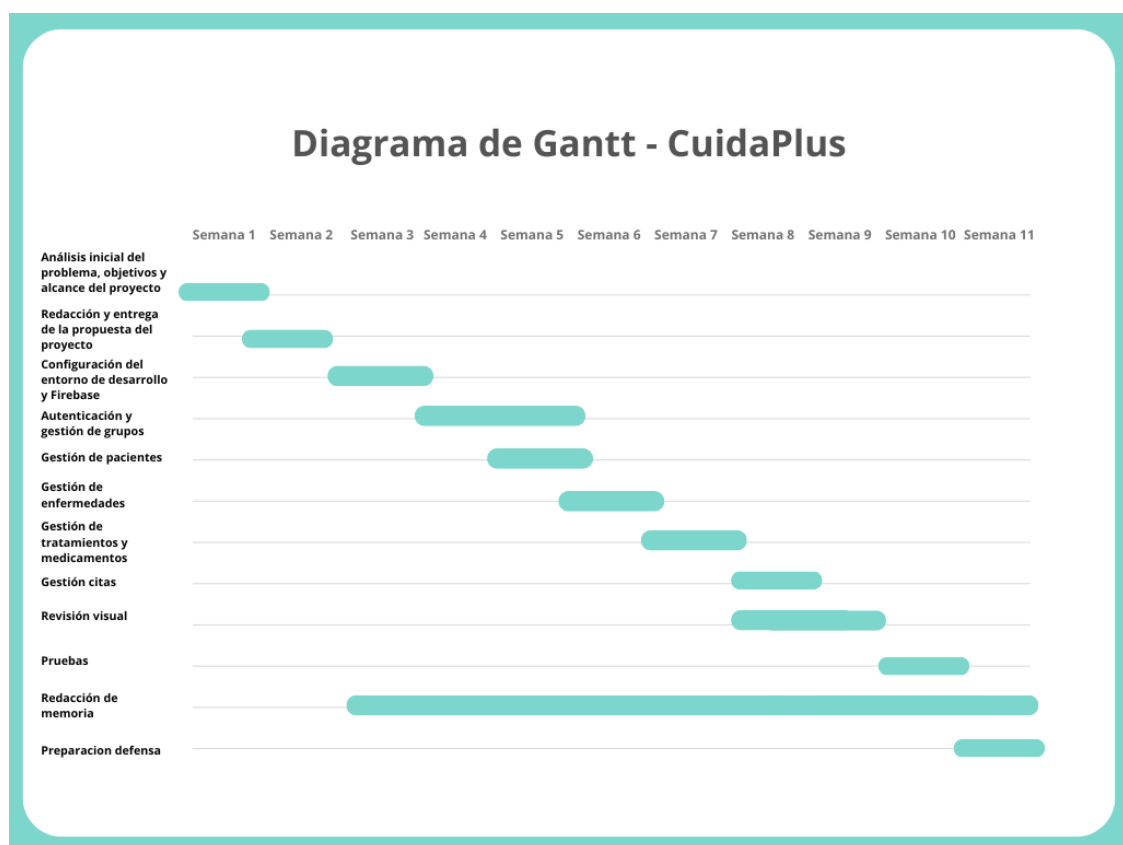 Diagrama de Gantt - CuidaPlus
Semana 1 Semana 2 Semana 3 Semana 4 Semana 5 Semana 6 Semana 7 Semana 8 Semana 9 Semana 10 Semana 11
Análisis inicial del
problema, objetivos y
alcance del proyecto
Redacción y entrega
de la propuesta del
proyecto
Configuración del
entorno de desarrollo
y Firebase
Autenticación y
gestión de grupos
Gestión de pacientes
Gestión de
enfermedades
Gestión de
tratamientos y
medicamentos
Gestión citas
Revisión visual
Pruebas
Redacción de
memoria
Preparacion defensa